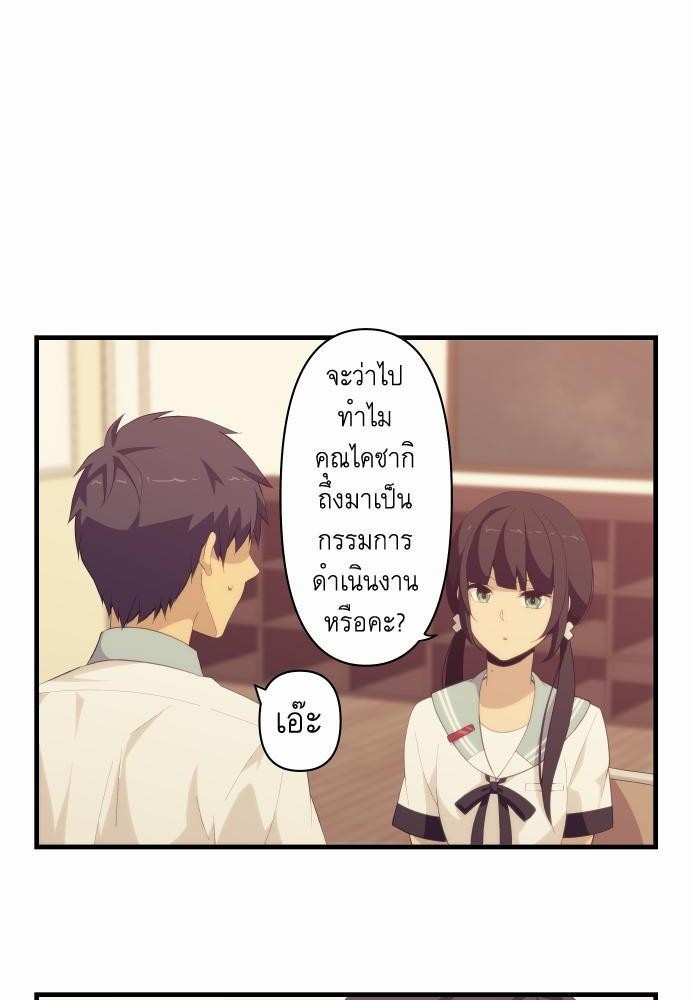 จะว่าไป
ทำไม
คุณไคซากิ
ถึงมาเป็น
กรรมการ
ดำเนินงาน
หรือคะ?
เอ๊ะ